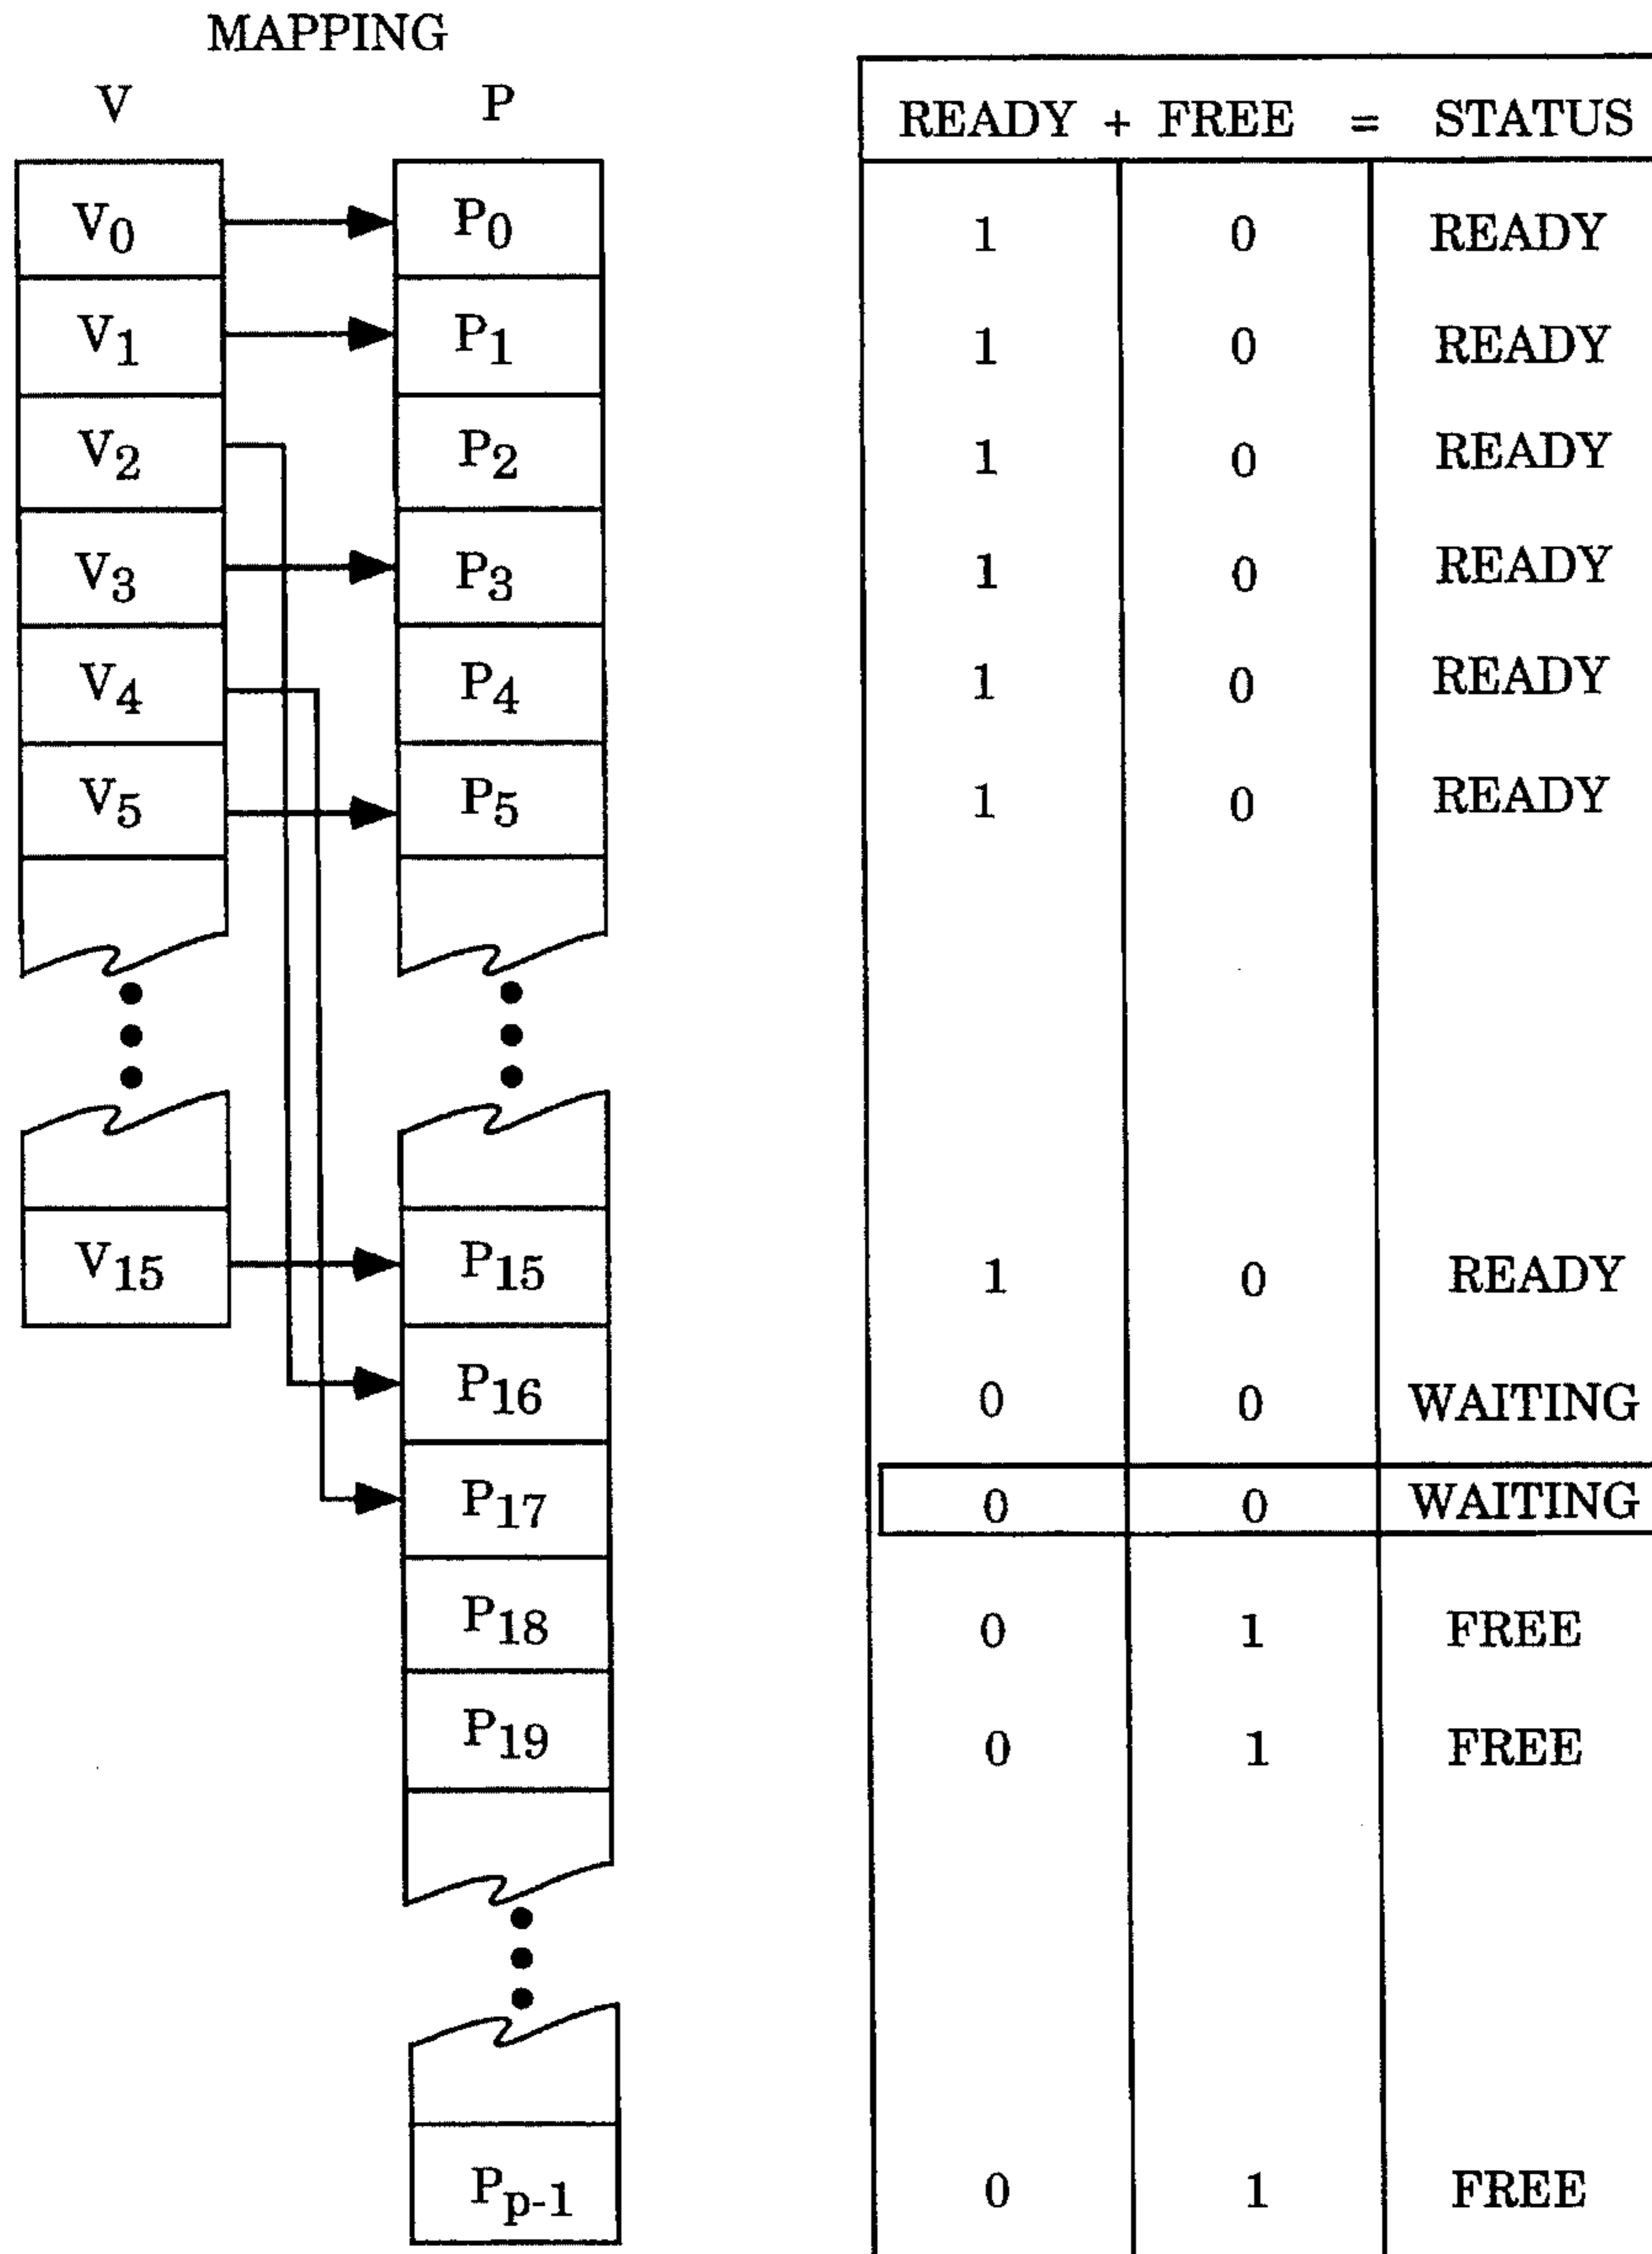 MAPPING
V P
READY + FREE = STATUS
V0 P0 1 0 READY
V1 P1 1 0 READY
V2 P2 1 0 READY
V3 P3 1 0 READY
V4 P4 1 0 READY
V5 P5 1 0 READY
V15 P15 1 0 READY
P16 0 0 WAITING
P17 0 0 WAITING
P18 0 1 FREE
P19 0 1 FREE
Pp-1 0 1 FREE